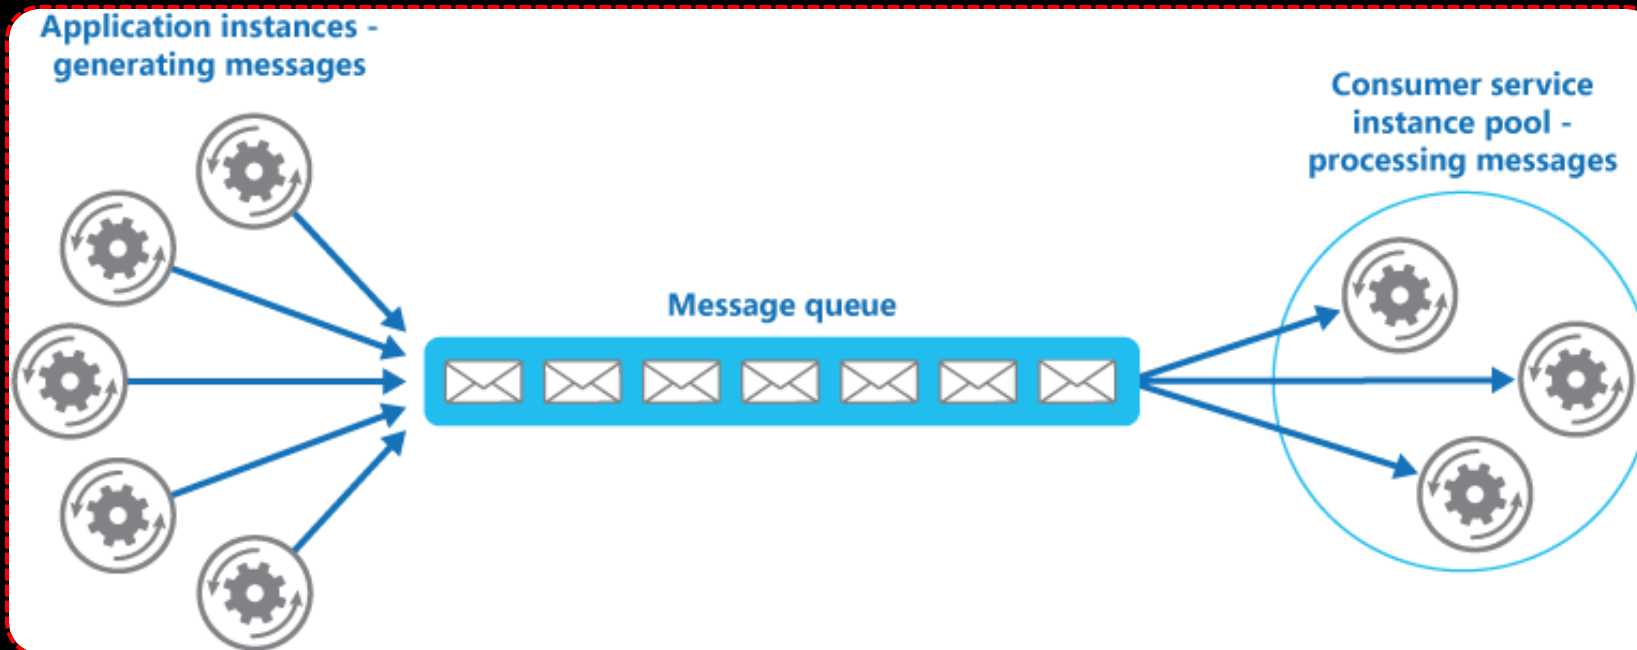 Application instances -
generating messages
Consumer service
instance pool -
processing messages
Message queue